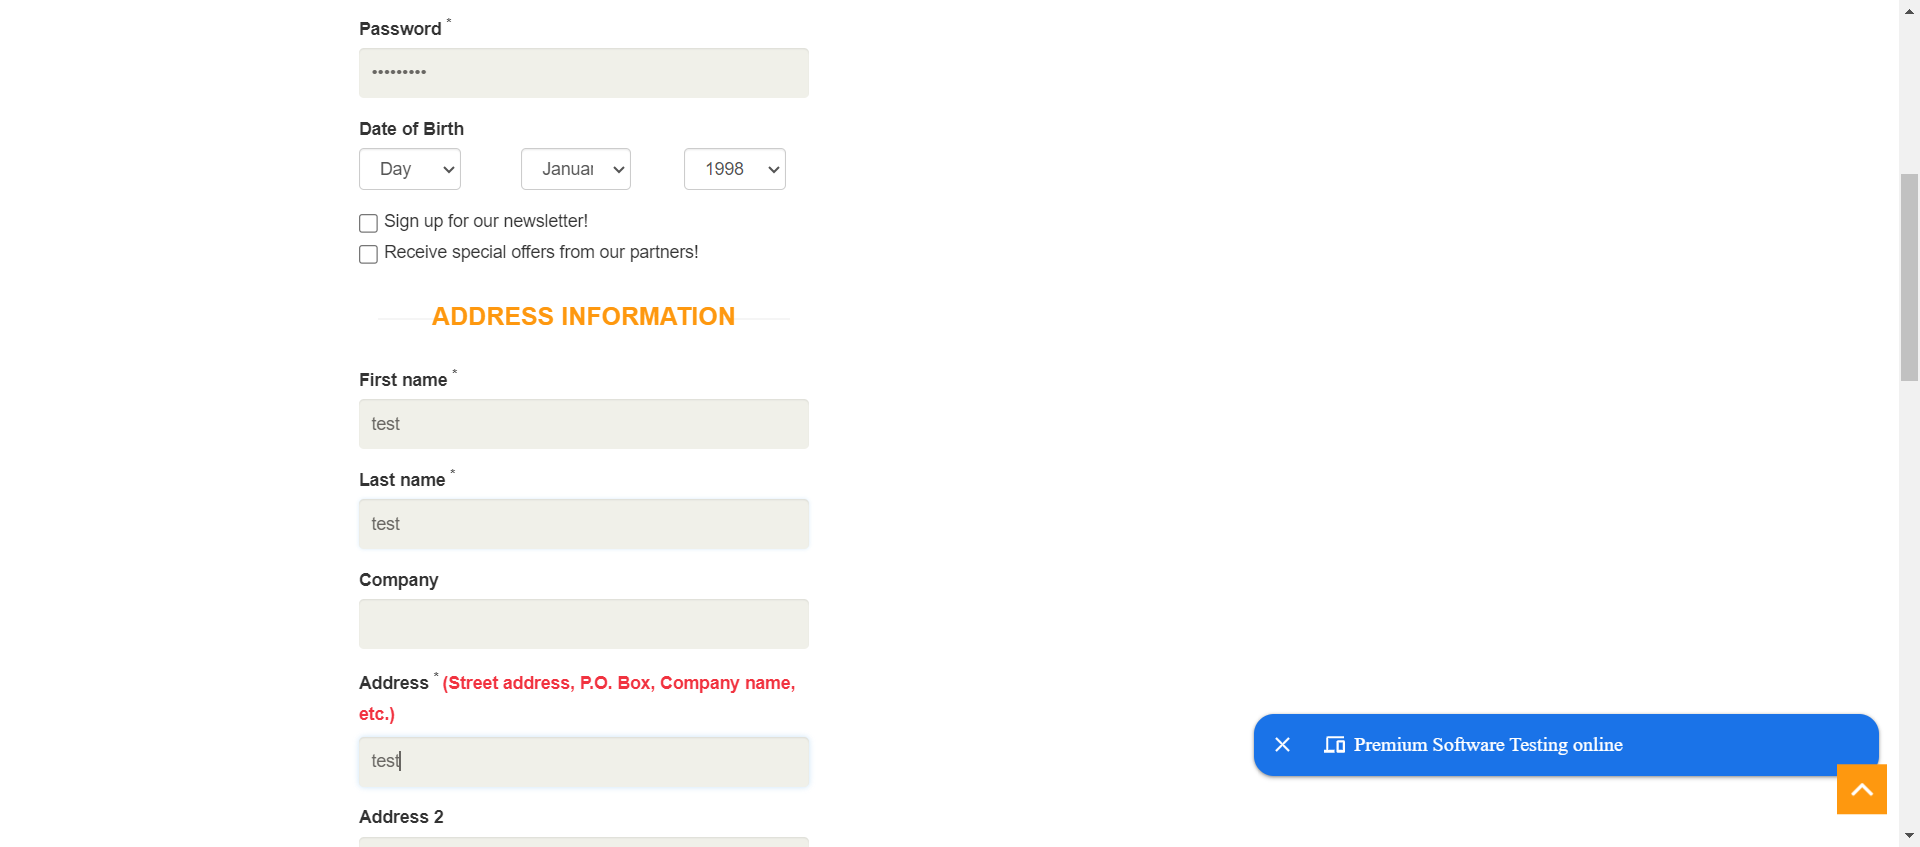 Password *
•••••••••
Date of Birth
Day Januar 1998
Sign up for our newsletter!
Receive special offers from our partners!
ADDRESS INFORMATION
First name *
test
Last name *
test
Company
Address * (Street address, P.O. Box, Company name,
etc.)
test
Premium Software Testing online
Address 2